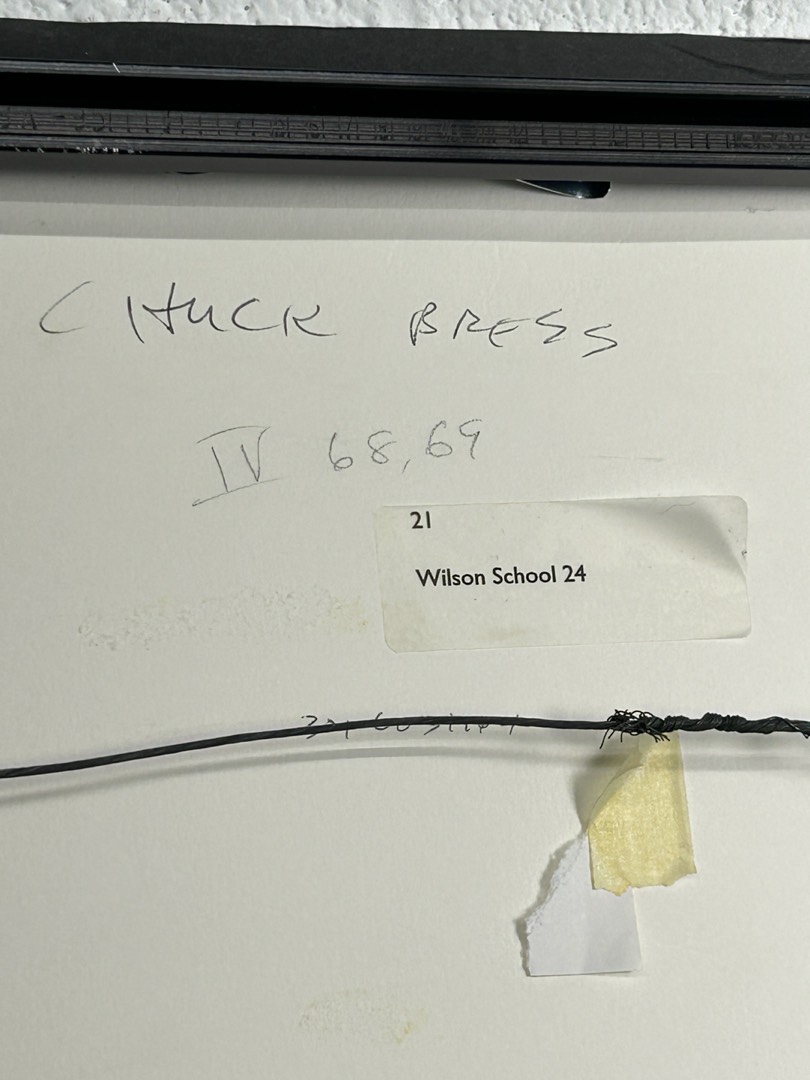 CHUCK BRESS
IV 68,69
21
Wilson School 24